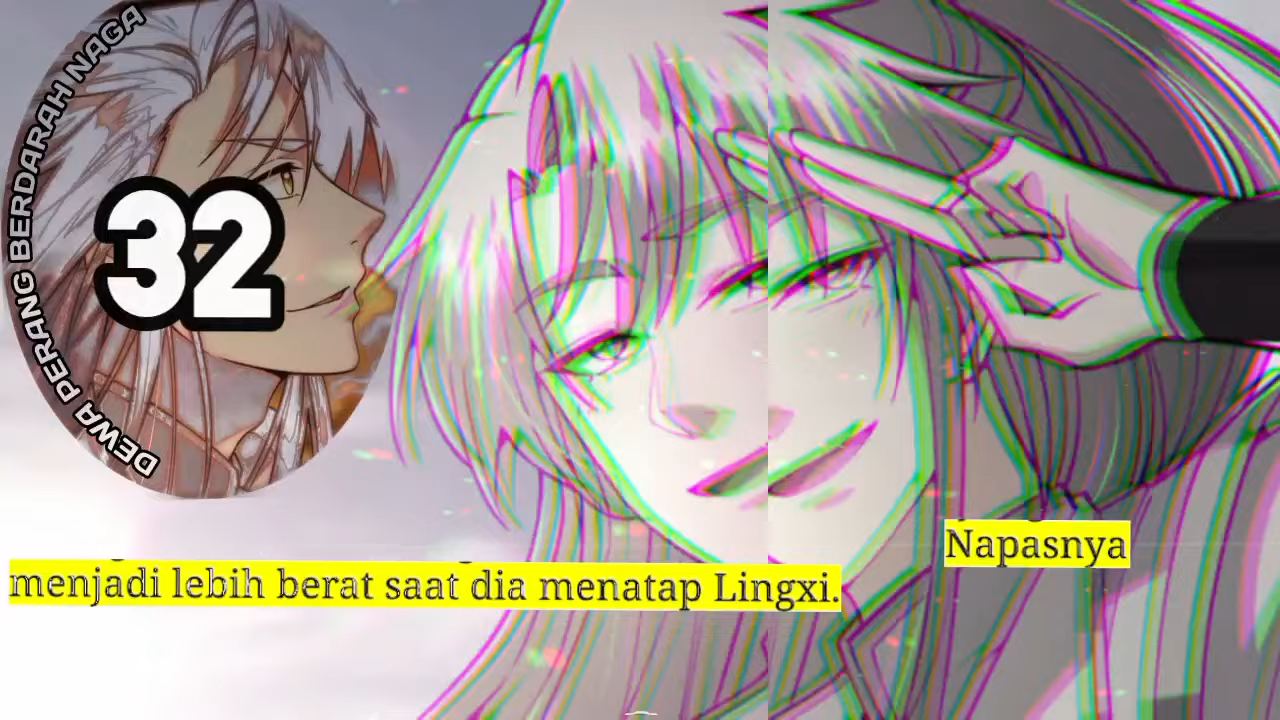 DEWA PERANG BERDARAH NAGA
32
Napasnya
menjadi lebih berat saat dia menatap Lingxi.